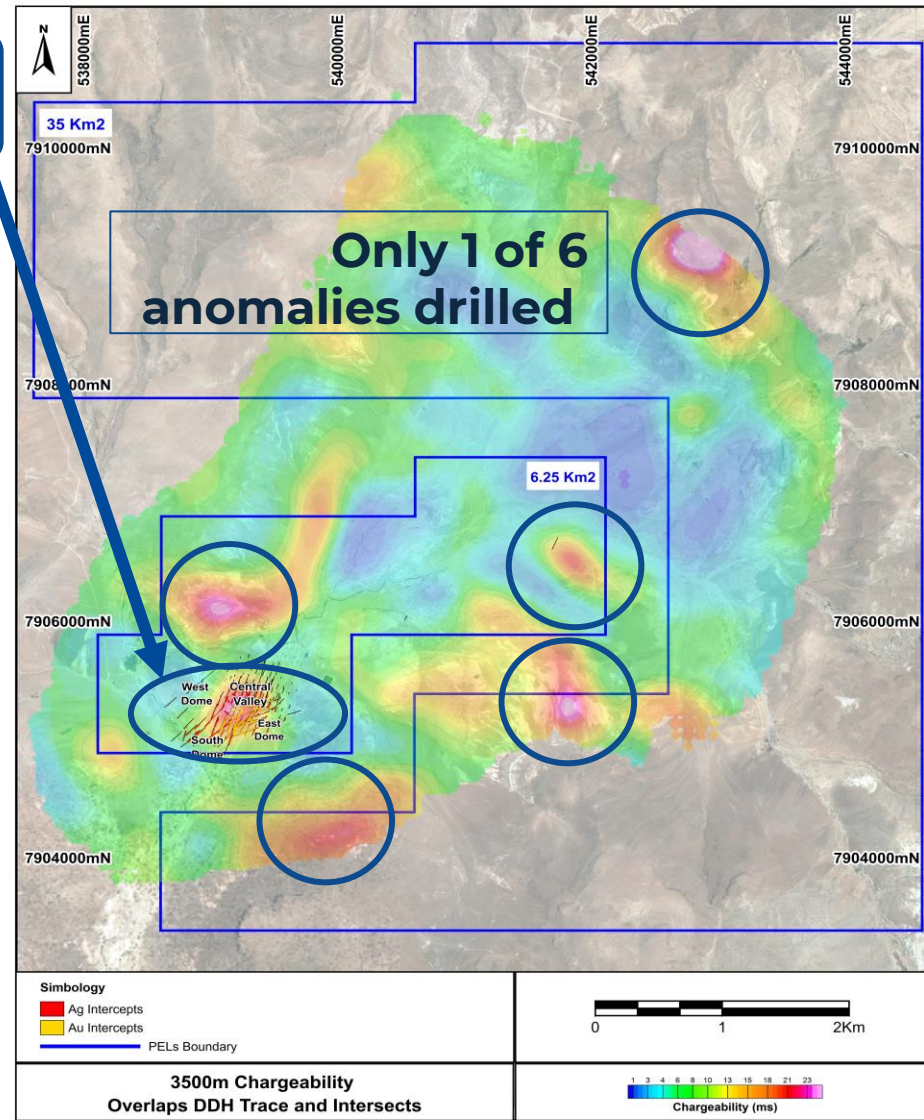 N
538000mE
540000mE
542000mE
544000mE
35 Km2
7910000mN
7910000mN
Only 1 of 6
anomalies drilled
7908000mN
7908000mN
6.25 Km2
7906000mN
7906000mN
West
Dome
Central
Valley
East
Dome
South
Dome
7904000mN
7904000mN
Simbology
Ag Intercepts
Au Intercepts
PELs Boundary
0 1 2Km
3500m Chargeability
Overlaps DDH Trace and Intersects
1 3 4 6 8 10 13 15 18 21 23
Chargeability (ms)